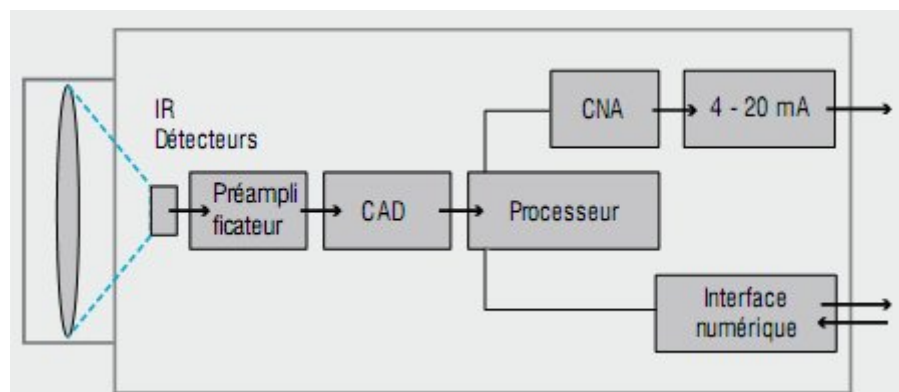 IR
Détecteurs
Préampli
ficateur
CAD
Processeur
CNA
4 - 20 mA
Interface
numérique